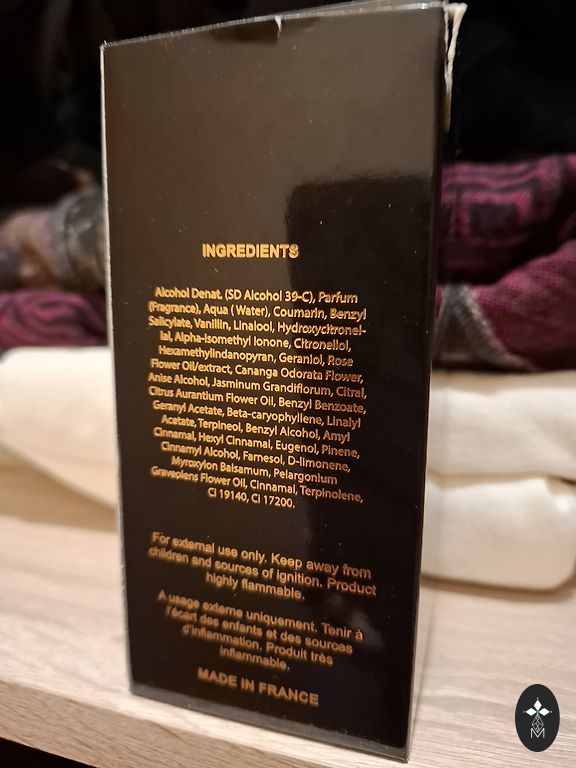 INGREDIENTS
Alcohol Denat. (SD Alcohol 39-C), Parfum
(Fragrance), Aqua ( Water), Coumarin, Benzyl
Salicylate, Vanillin, Linalool, Hydroxycitronel-
lal, Alpha-isomethyl Ionone, Citronellol,
Hexamethylindanopyran, Geraniol, Rose
Flower Oil/extract, Cananga Odorata Flower,
Anise Alcohol, Jasminum Grandiflorum, Citral,
Citrus Aurantium Flower Oil, Benzyl Benzoate,
Geranyl Acetate, Beta-caryophyllene, Linalyl
Acetate, Terpineol, Benzyl Alcohol, Amyl
Cinnamal, Hexyl Cinnamal, Eugenol, Pinene,
Cinnamyl Alcohol, Farnesol, D-limonene,
Myroxylon Balsamum, Pelargonium
Graveolens Flower Oil, Cinnamal, Terpinolene,
CI 19140, CI 17200.
For external use only. Keep away from
children and sources of ignition. Product
highly flammable.
A usage externe uniquement. Tenir à
l'écart des enfants et des sources
d'inflammation. Produit très
inflammable.
MADE IN FRANCE
M